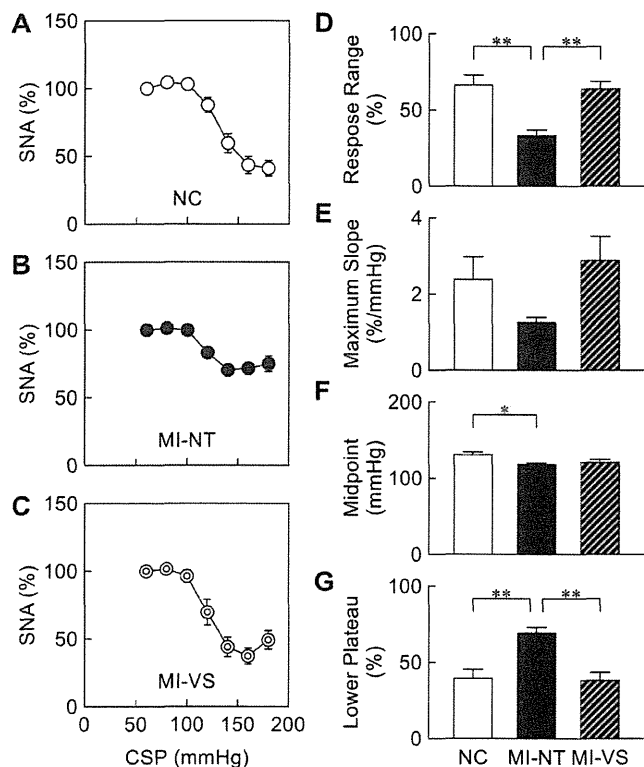 A
150
100
50
0
SNA (%)
NC
B
150
100
50
0
SNA (%)
MI-NT
C
150
100
50
0
SNA (%)
MI-VS
0 50 100 150 200
CSP (mmHg)
D
100
50
0
Respose Range
(%)
** **
E
4
2
0
Maximum Slope
(%/mmHg)
F
200
100
0
Midpoint
(mmHg)
*
G
100
50
0
Lower Plateau
(%)
** **
NC MI-NT MI-VS